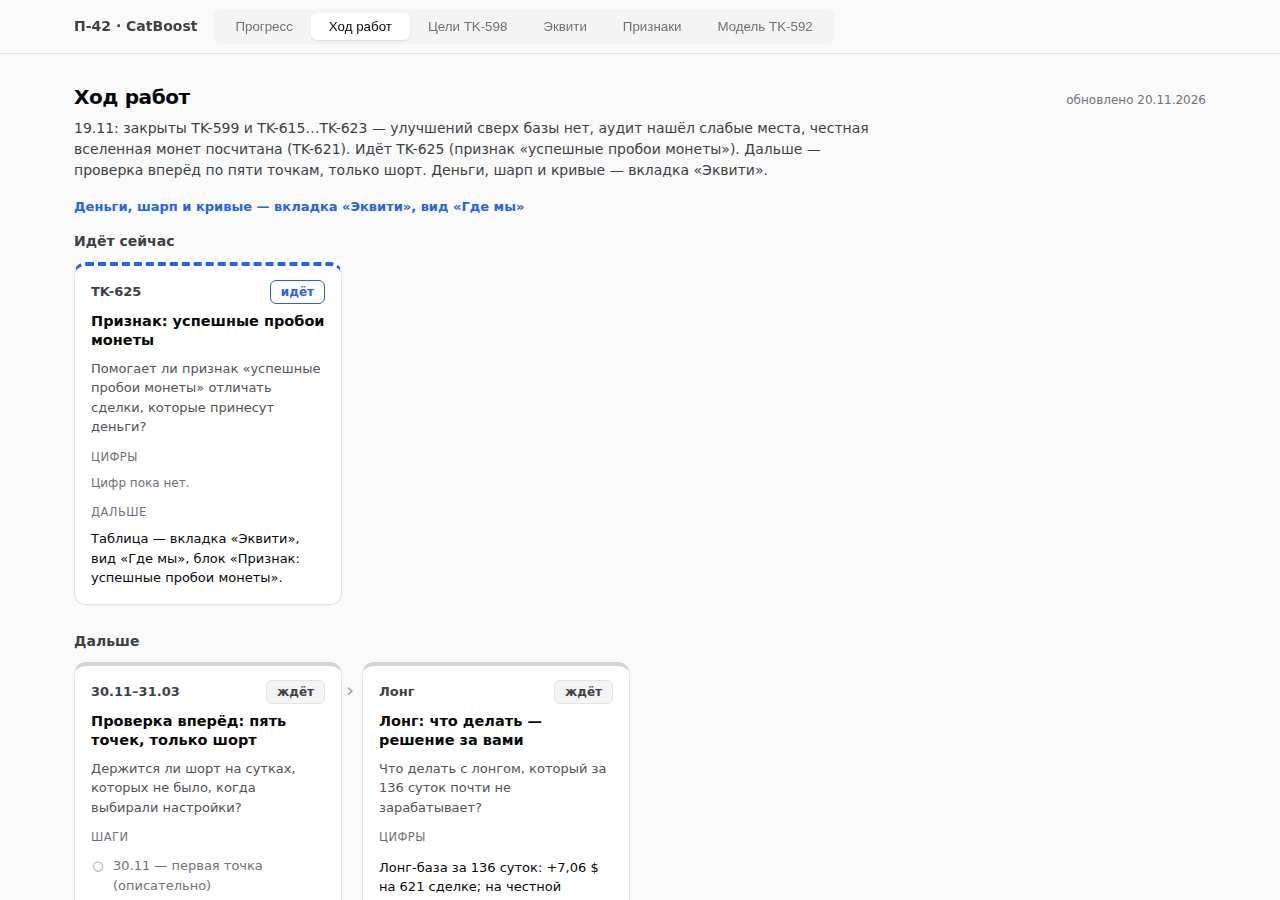 П-42 · CatBoost
Прогресс
Ход работ
Цели ТК-598
Эквити
Признаки
Модель ТК-592
Ход работ
обновлено 20.11.2026
19.11: закрыты ТК-599 и ТК-615…ТК-623 — улучшений сверх базы нет, аудит нашёл слабые места, честная
вселенная монет посчитана (ТК-621). Идёт ТК-625 (признак «успешные пробои монеты»). Дальше —
проверка вперёд по пяти точкам, только шорт. Деньги, шарп и кривые — вкладка «Эквити».
Деньги, шарп и кривые — вкладка «Эквити», вид «Где мы»
Идёт сейчас
ТК-625
идёт
Признак: успешные пробои
монеты
Помогает ли признак «успешные
пробои монеты» отличать
сделки, которые принесут
деньги?
ЦИФРЫ
Цифр пока нет.
ДАЛЬШЕ
Таблица — вкладка «Эквити»,
вид «Где мы», блок «Признак:
успешные пробои монеты».
Дальше
30.11–31.03
ждёт
Проверка вперёд: пять
точек, только шорт
Держится ли шорт на сутках,
которых не было, когда
выбирали настройки?
ШАГИ
30.11 — первая точка
(описательно)
›
Лонг
ждёт
Лонг: что делать —
решение за вами
Что делать с лонгом, который за
136 суток почти не
зарабатывает?
ЦИФРЫ
Лонг-база за 136 суток: +7,06 $
на 621 сделке; на честной